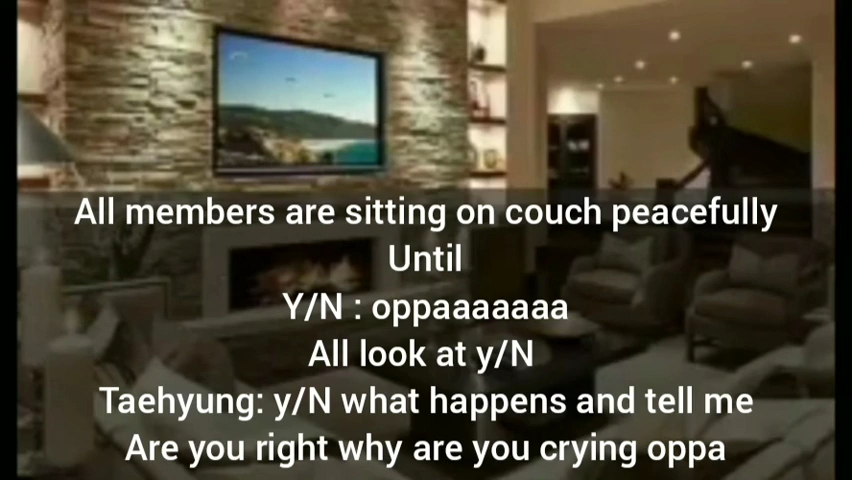 All members are sitting on couch peacefully
Until
Y/N : oppaaaaaaa
All look at y/N
Taehyung: y/N what happens and tell me
Are you right why are you crying oppa